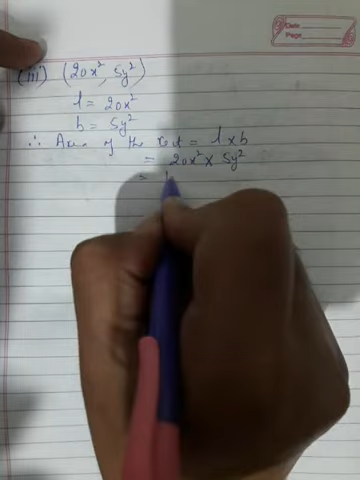 Date
Page
(iii) (20x², 5y²)
l = 20x²
b = 5y²
∴ Area of the rect = l x b
= 20x² x 5y²
=